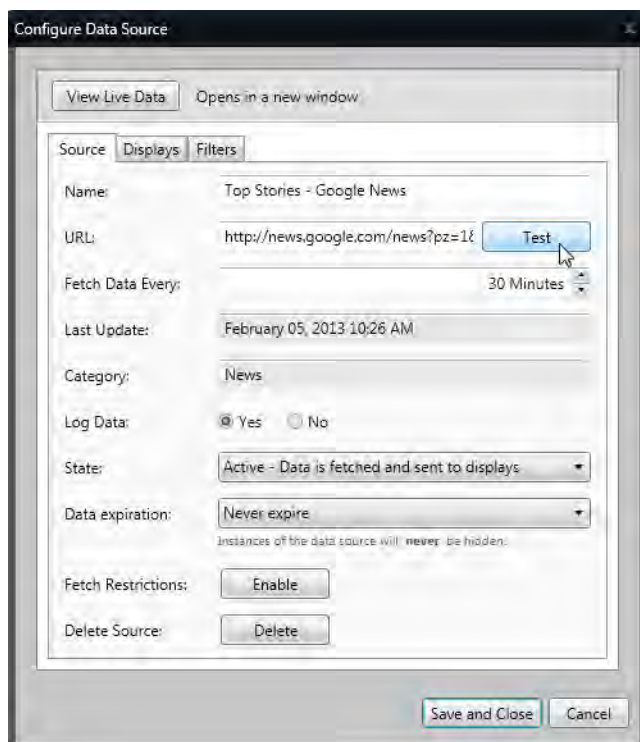 Configure Data Source
View Live Data Opens in a new window
Source Displays Filters
Name: Top Stories - Google News
URL: http://news.google.com/news?pz=1& Test
Fetch Data Every: 30 Minutes
Last Update: February 05, 2013 10:26 AM
Category: News
Log Data: Yes No
State: Active - Data is fetched and sent to displays
Data expiration: Never expire
Instances of the data source will never be hidden.
Fetch Restrictions: Enable
Delete Source: Delete
Save and Close Cancel